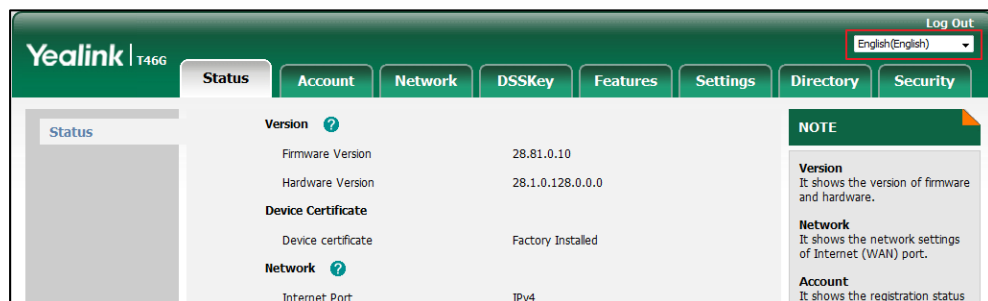 Log Out
English(English)
Yealink | T46G
Status Account Network DSSKey Features Settings Directory Security
Status
Version ?
Firmware Version 28.81.0.10
Hardware Version 28.1.0.128.0.0.0
Device Certificate
Device certificate Factory Installed
Network ?
Internet Port IPv4
NOTE
Version
It shows the version of firmware
and hardware.
Network
It shows the network settings
of Internet (WAN) port.
Account
It shows the registration status